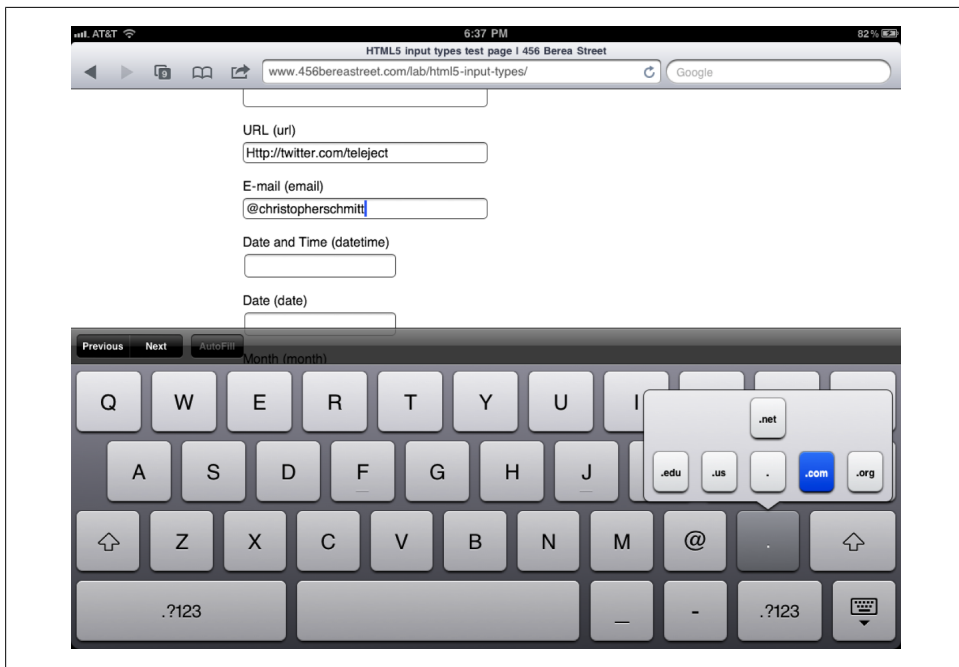 AT&T 6:37 PM 82%
HTML5 input types test page | 456 Berea Street
9 www.456bereastreet.com/lab/html5-input-types/ Google
URL (url)
Http://twitter.com/teleject
E-mail (email)
@christopherschmitt
Date and Time (datetime)
Date (date)
Previous Next AutoFill
Month (month)
Q W E R T Y U I
.net
A S D F G H J
.edu .us . .com .org
Z X C V B N M @ .
.?123 _ - .?123